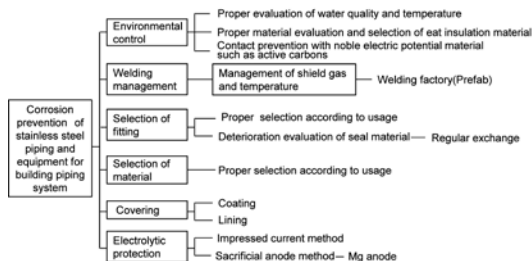 Environmental
control
Proper evaluation of water quality and temperature
Proper material evaluation and selection of eat insulation material
Contact prevention with noble electric potential material
such as active carbons
Welding
management
Management of shield gas
and temperature
Welding factory(Prefab)
Corrosion
prevention of
stainless steel
piping and
equipment for
building piping
system
Selection of
fitting
Proper selection according to usage
Deterioration evaluation of seal material
Regular exchange
Selection of
material
Proper selection according to usage
Covering
Coating
Lining
Electrolytic
protection
Impressed current method
Sacrificial anode method
Mg anode